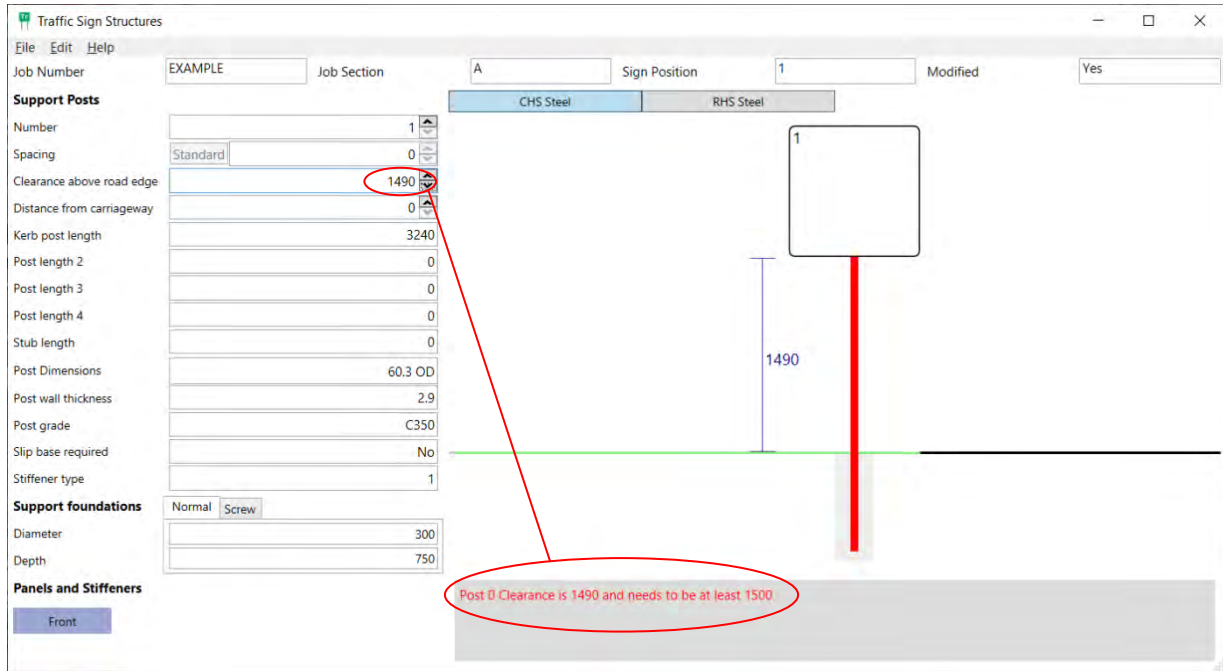 Traffic Sign Structures
File Edit Help
Job Number EXAMPLE Job Section A Sign Position 1 Modified Yes
Support Posts
CHS Steel RHS Steel
Number 1
Spacing Standard 0
Clearance above road edge 1490
Distance from carriageway 0
Kerb post length 3240
Post length 2 0
Post length 3 0
Post length 4 0
Stub length 0
Post Dimensions 60.3 OD
Post wall thickness 2.9
Post grade C350
Slip base required No
Stiffener type 1
Support foundations Normal Screw
Diameter 300
Depth 750
Panels and Stiffeners
Front
1
1490
Post 0 Clearance is 1490 and needs to be at least 1500